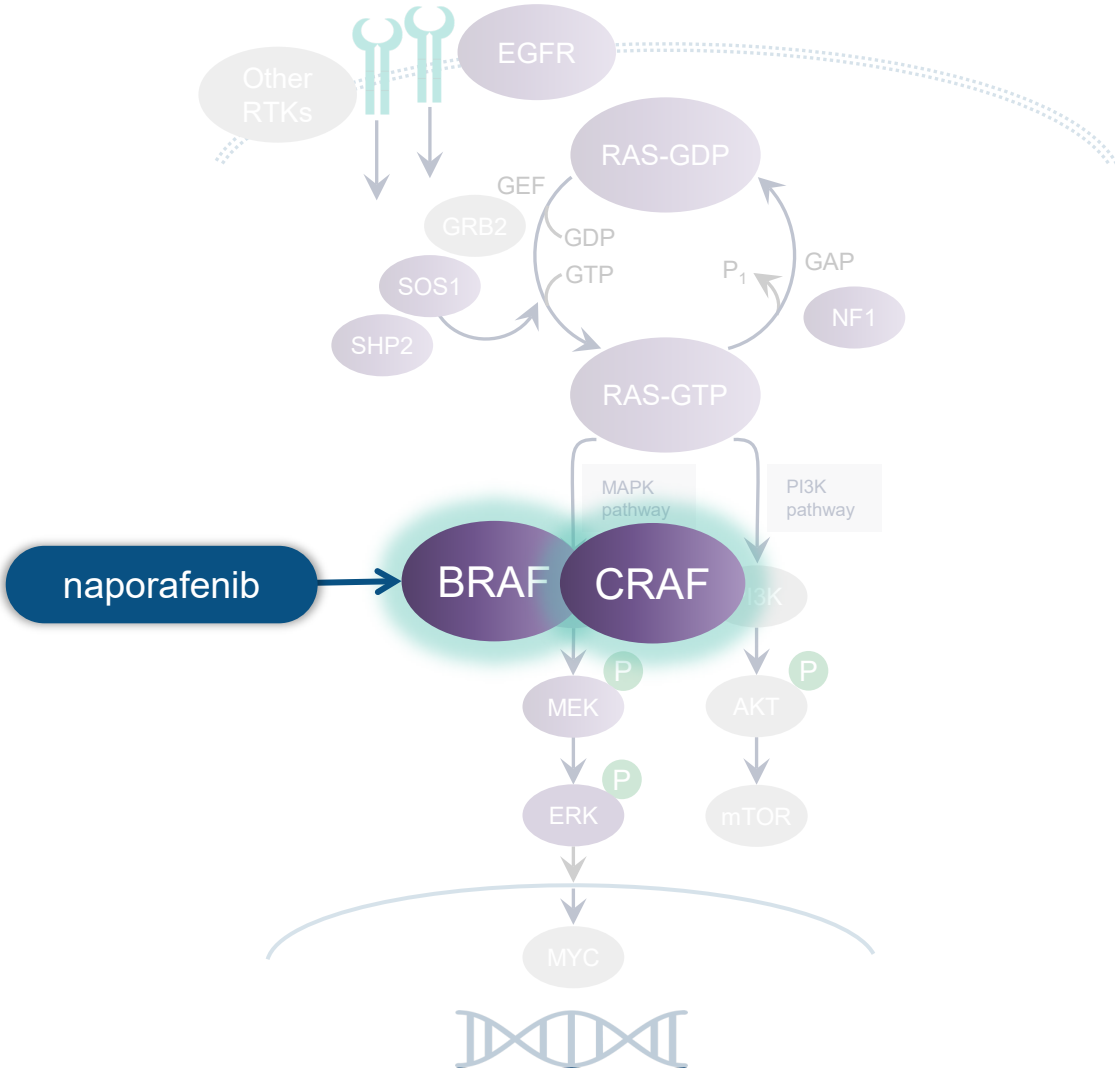 EGFR
Other
RTKs
RAS-GDP
GEF
GRB2
GDP
GTP
P1
GAP
SOS1
NF1
SHP2
RAS-GTP
MAPK
pathway
PI3K
pathway
naporafenib
BRAF
CRAF
I3K
P
P
MEK
AKT
P
ERK
mTOR
MYC